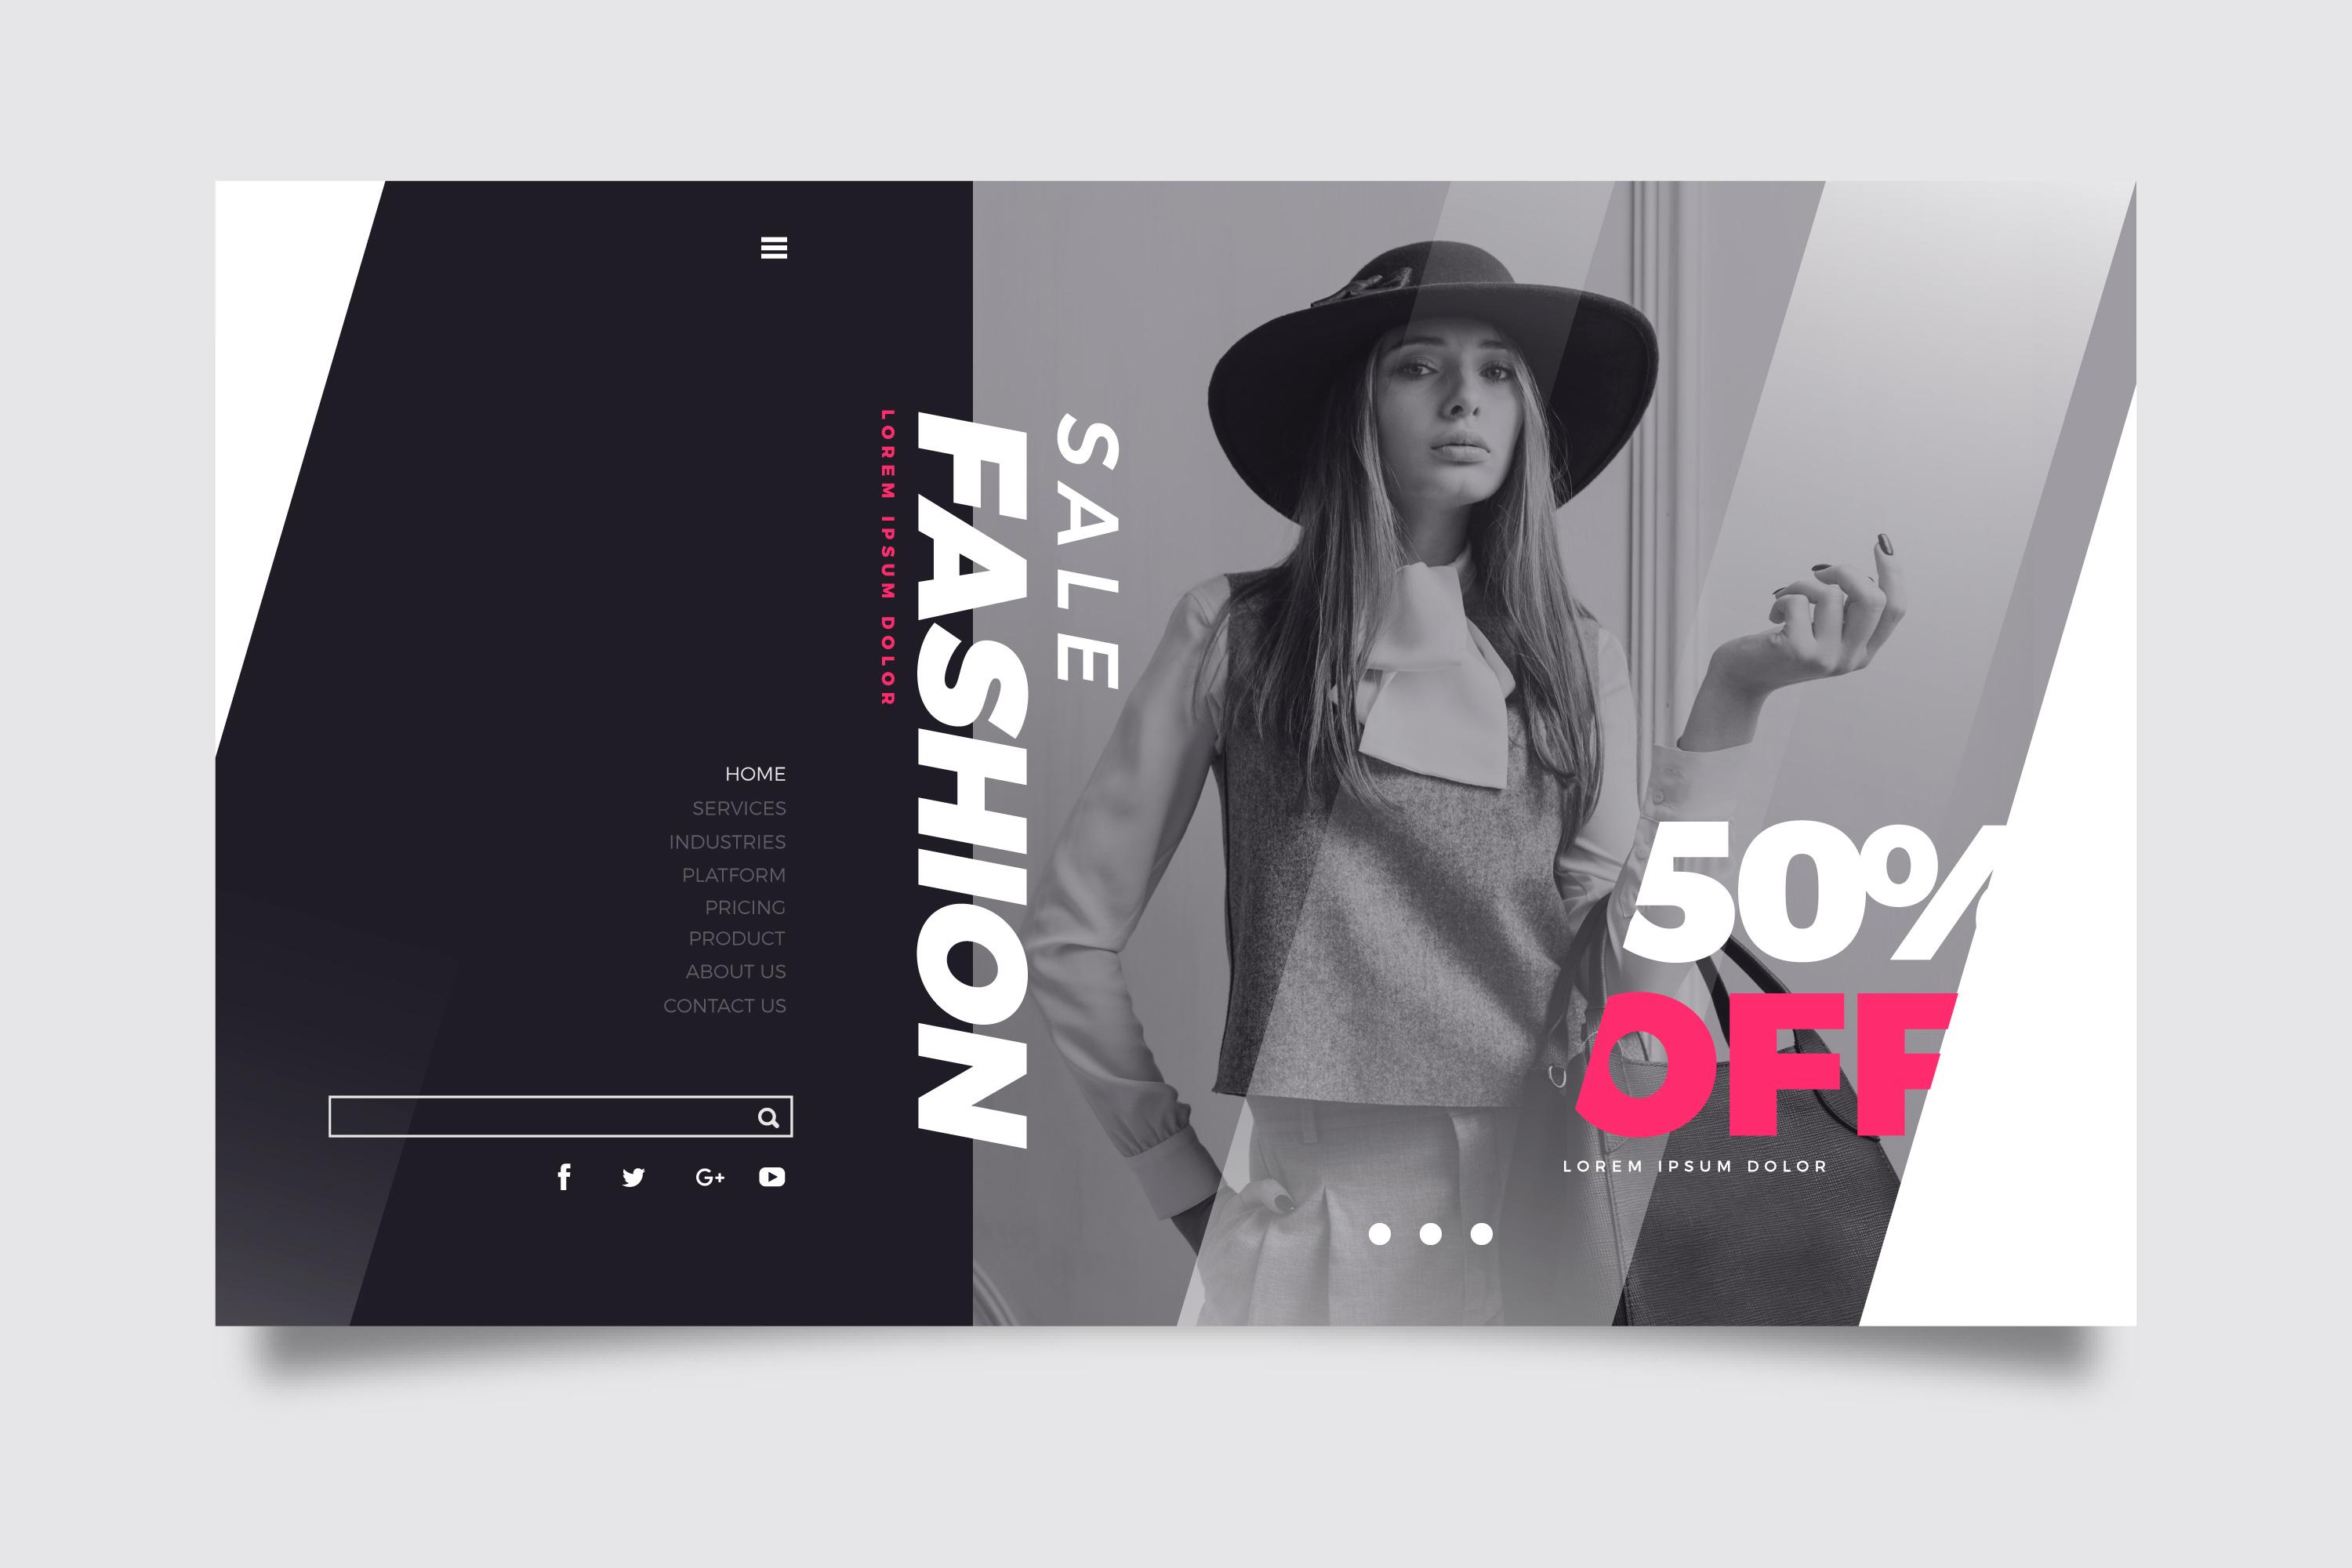 LOREM IPSUM DOLOR
FASHION
SALE
HOME
SERVICES
INDUSTRIES
PLATFORM
PRICING
PRODUCT
ABOUT US
CONTACT US
f
G+
50%
OFF
LOREM IPSUM DOLOR